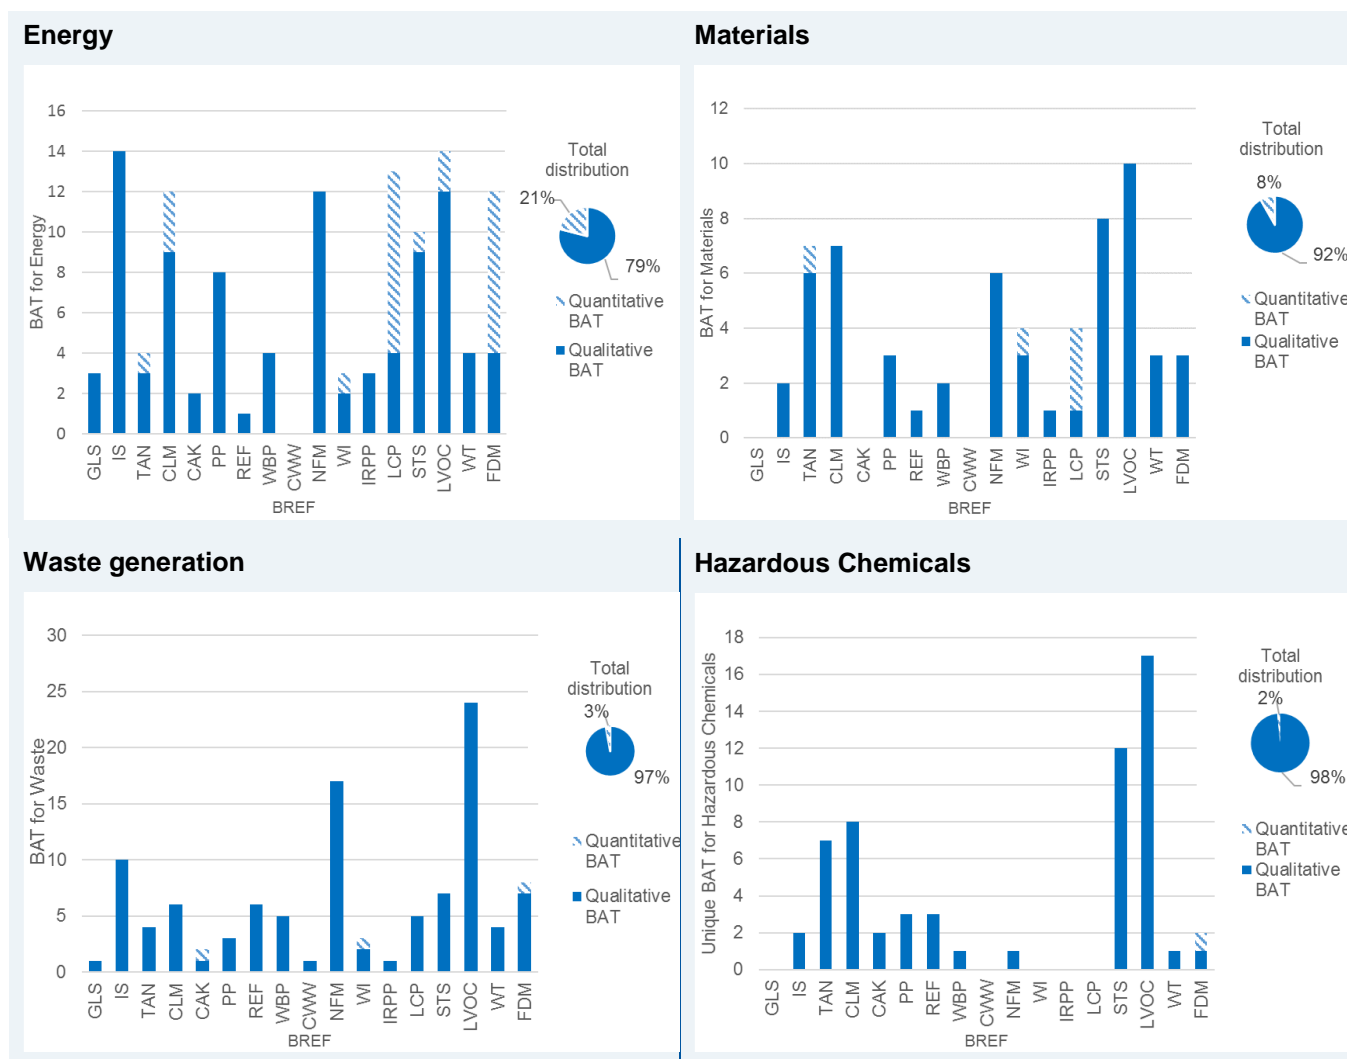 Energy
16
14
12
10
8
6
4
2
0
BAT for Energy
GLS
IS
TAN
CLM
CAK
PP
REF
WBP
CWW
NFM
WI
IRPP
LCP
STS
LVOC
WT
FDM
BREF
Total
distribution
21%
79%
Quantitative
BAT
Qualitative
BAT
Materials
12
10
8
6
4
2
0
BAT for Materials
GLS
IS
TAN
CLM
CAK
PP
REF
WBP
CWW
NFM
WI
IRPP
LCP
STS
LVOC
WT
FDM
BREF
Total
distribution
8%
92%
Quantitative
BAT
Qualitative
BAT
Waste generation
30
25
20
15
10
5
0
BAT for Waste
GLS
IS
TAN
CLM
CAK
PP
REF
WBP
CWW
NFM
WI
IRPP
LCP
STS
LVOC
WT
FDM
BREF
Total
distribution
3%
97%
Quantitative
BAT
Qualitative
BAT
Hazardous Chemicals
18
16
14
12
10
8
6
4
2
0
Unique BAT for Hazardous Chemicals
GLS
IS
TAN
CLM
CAK
PP
REF
WBP
CWW
NFM
WI
IRPP
LCP
STS
LVOC
WT
FDM
BREF
Total
distribution
2%
98%
Quantitative
BAT
Qualitative
BAT